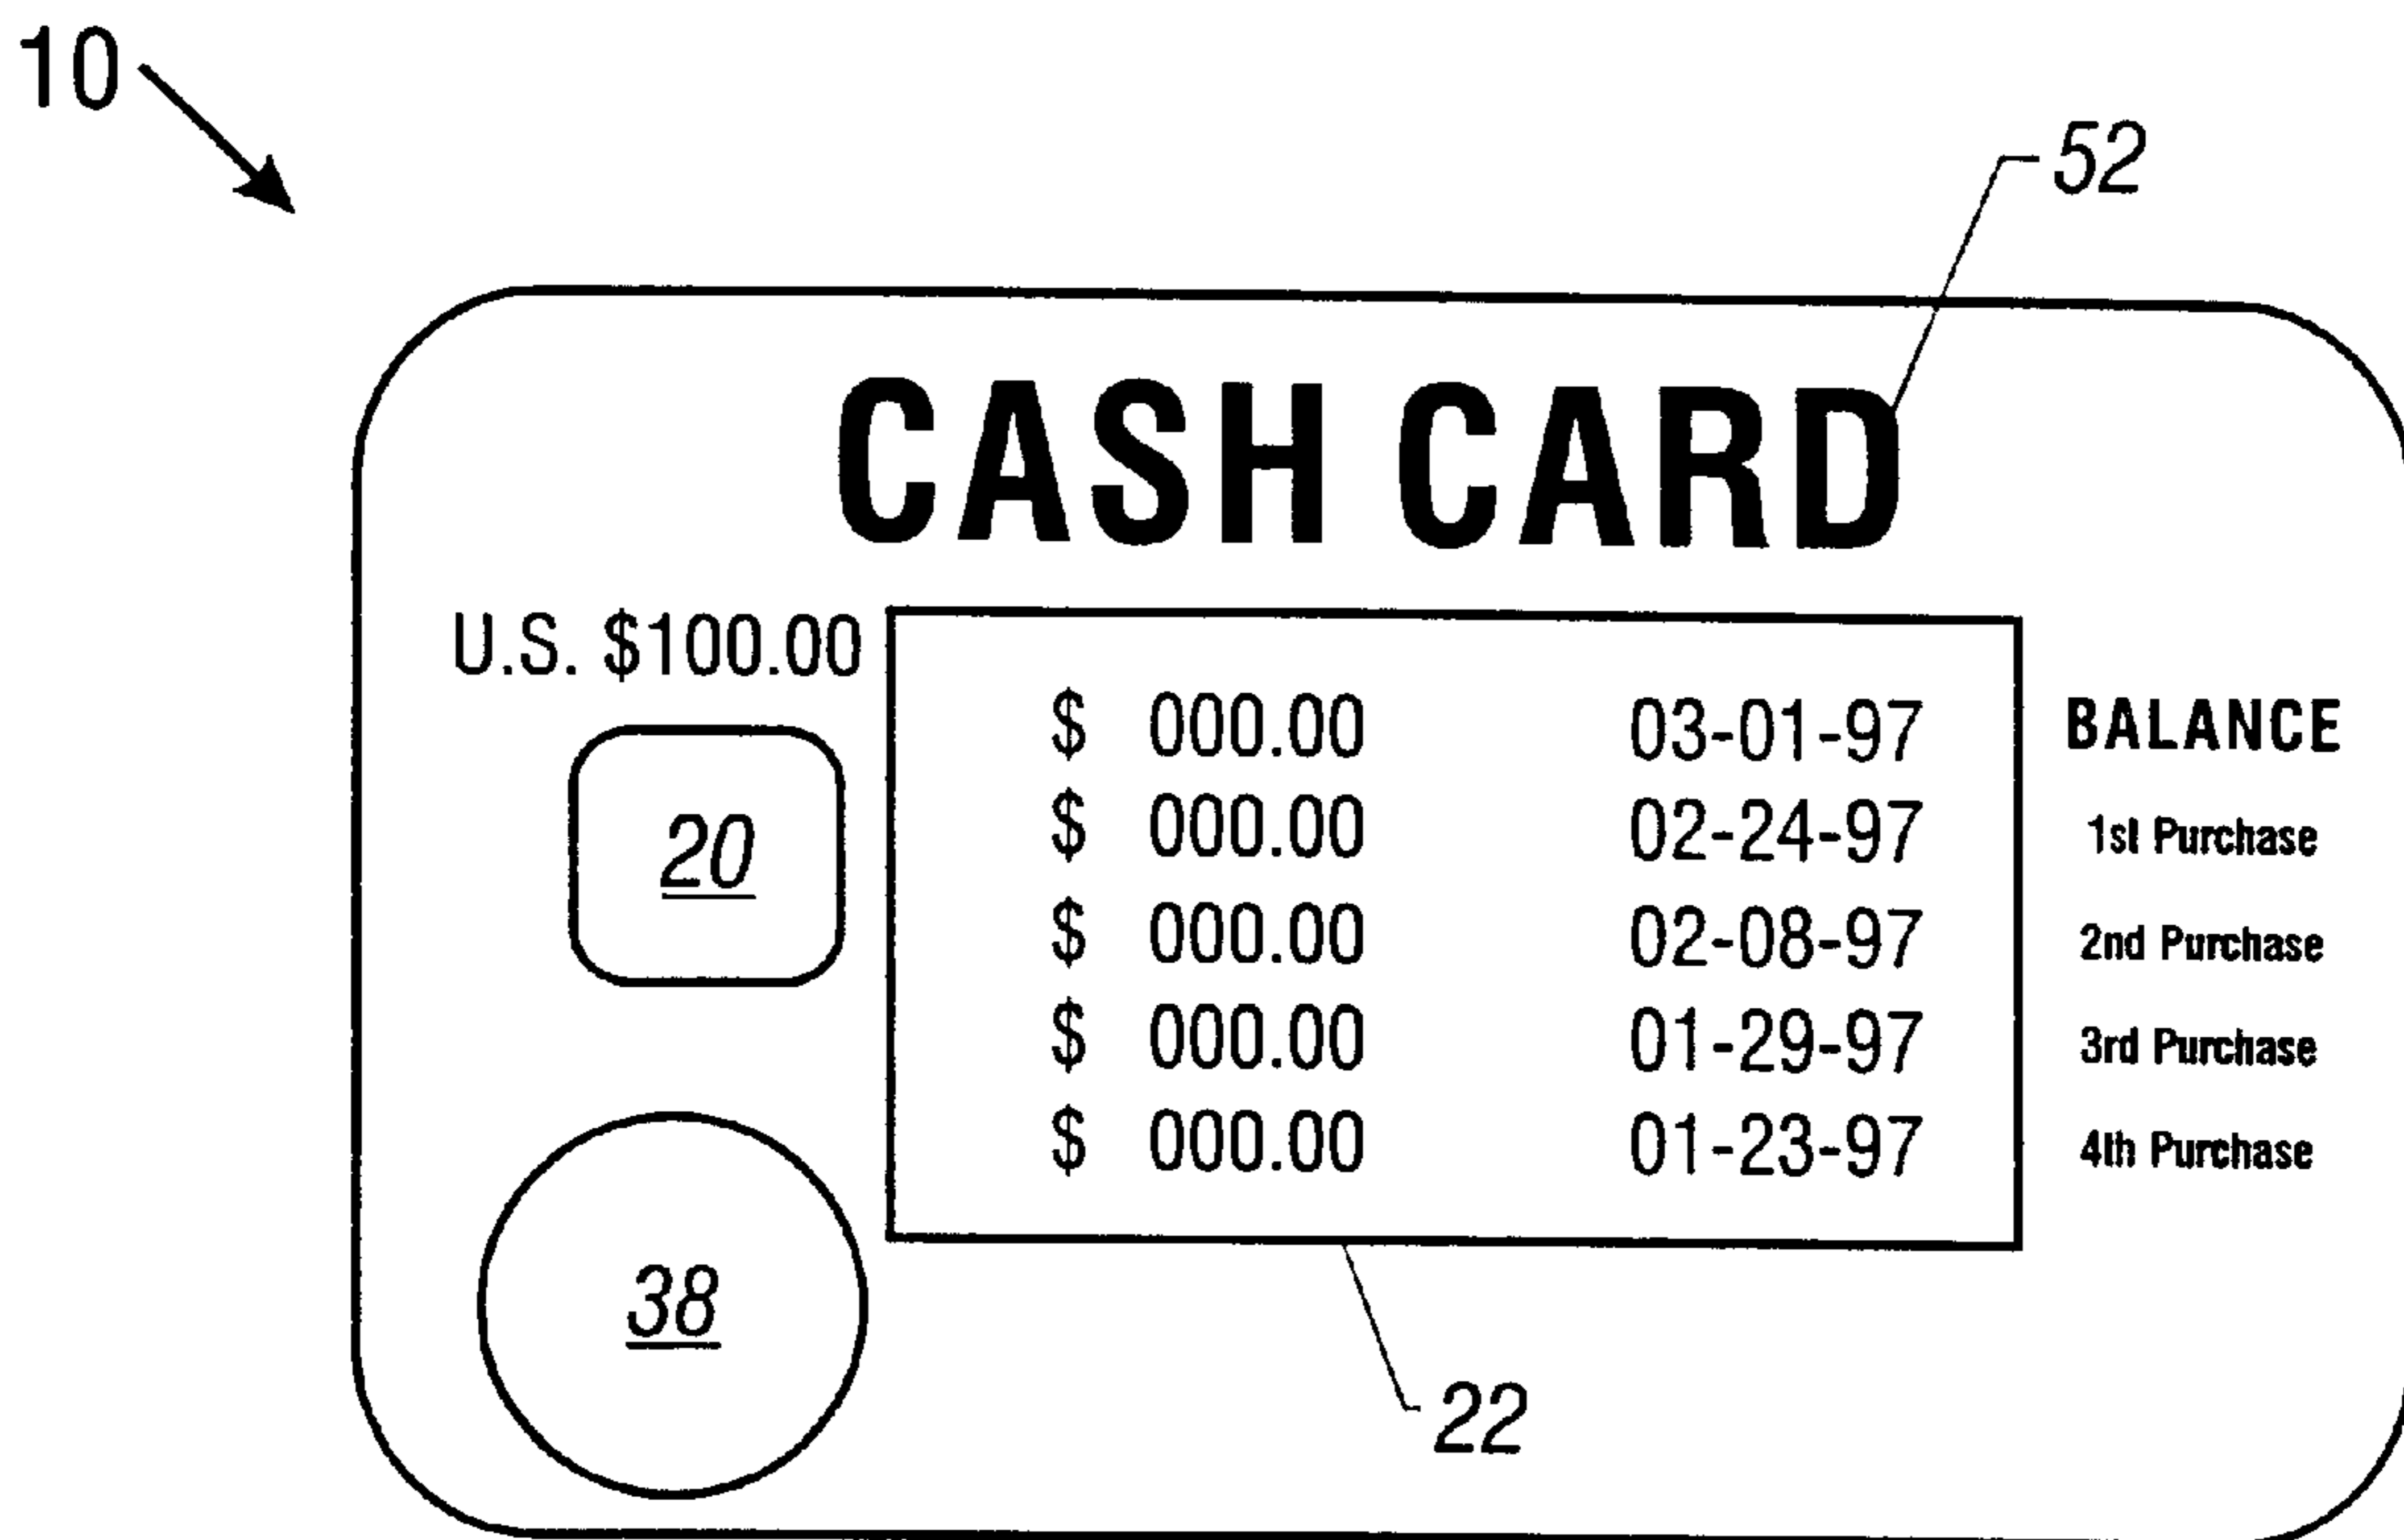 10
52
CASH CARD
U.S. $100.00
$ 000.00 03-01-97 BALANCE
$ 000.00 02-24-97 1st Purchase
20
$ 000.00 02-08-97 2nd Purchase
$ 000.00 01-29-97 3rd Purchase
$ 000.00 01-23-97 4th Purchase
38
22